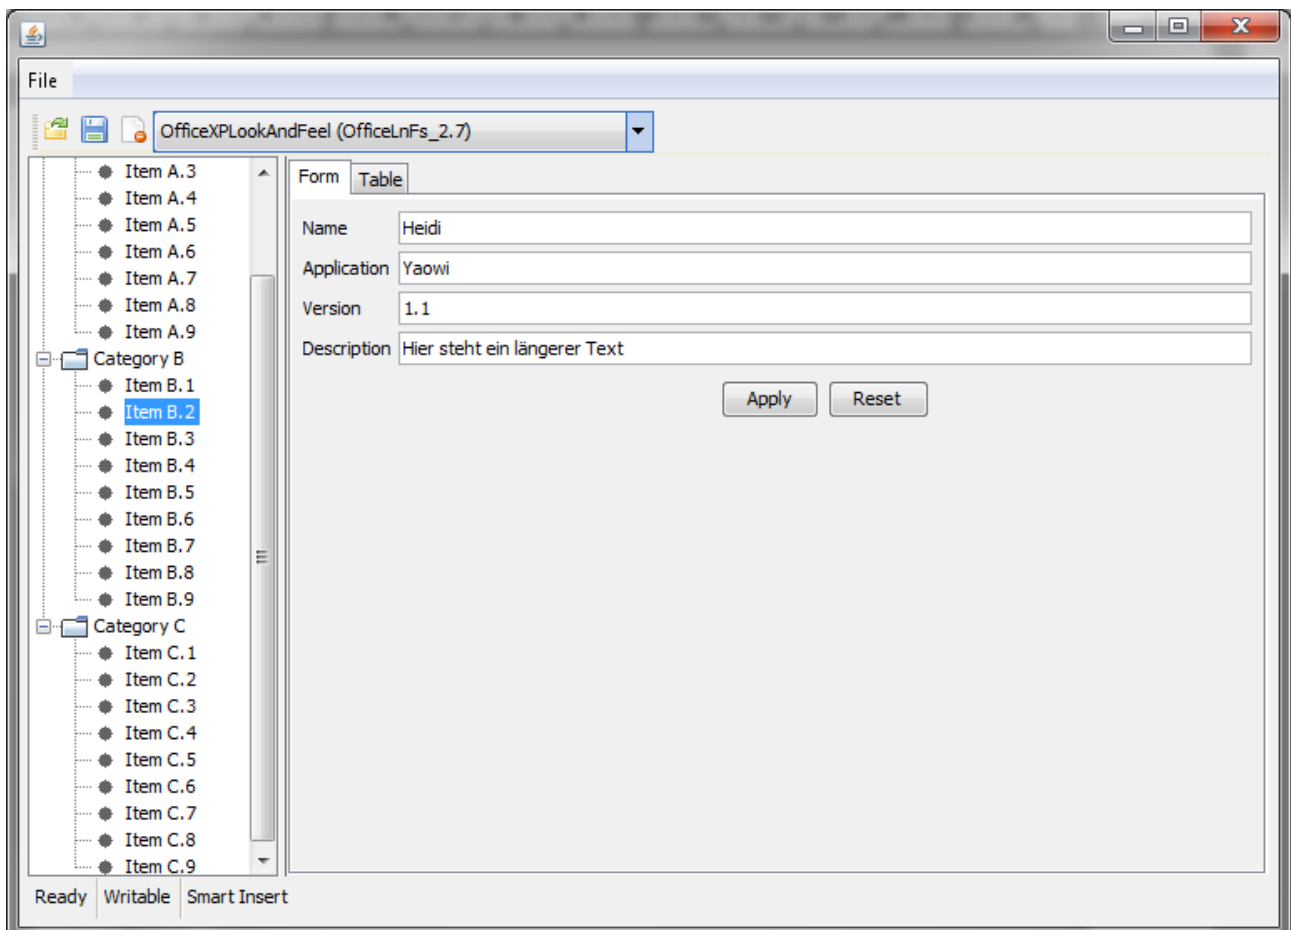 File
OfficeXPLookAndFeel (OfficeLnFs_2.7)
Item A.3
Item A.4
Item A.5
Item A.6
Item A.7
Item A.8
Item A.9
Category B
Item B.1
Item B.2
Item B.3
Item B.4
Item B.5
Item B.6
Item B.7
Item B.8
Item B.9
Category C
Item C.1
Item C.2
Item C.3
Item C.4
Item C.5
Item C.6
Item C.7
Item C.8
Item C.9
Form Table
Name Heidi
Application Yaowi
Version 1.1
Description Hier steht ein längerer Text
Apply Reset
Ready Writable Smart Insert